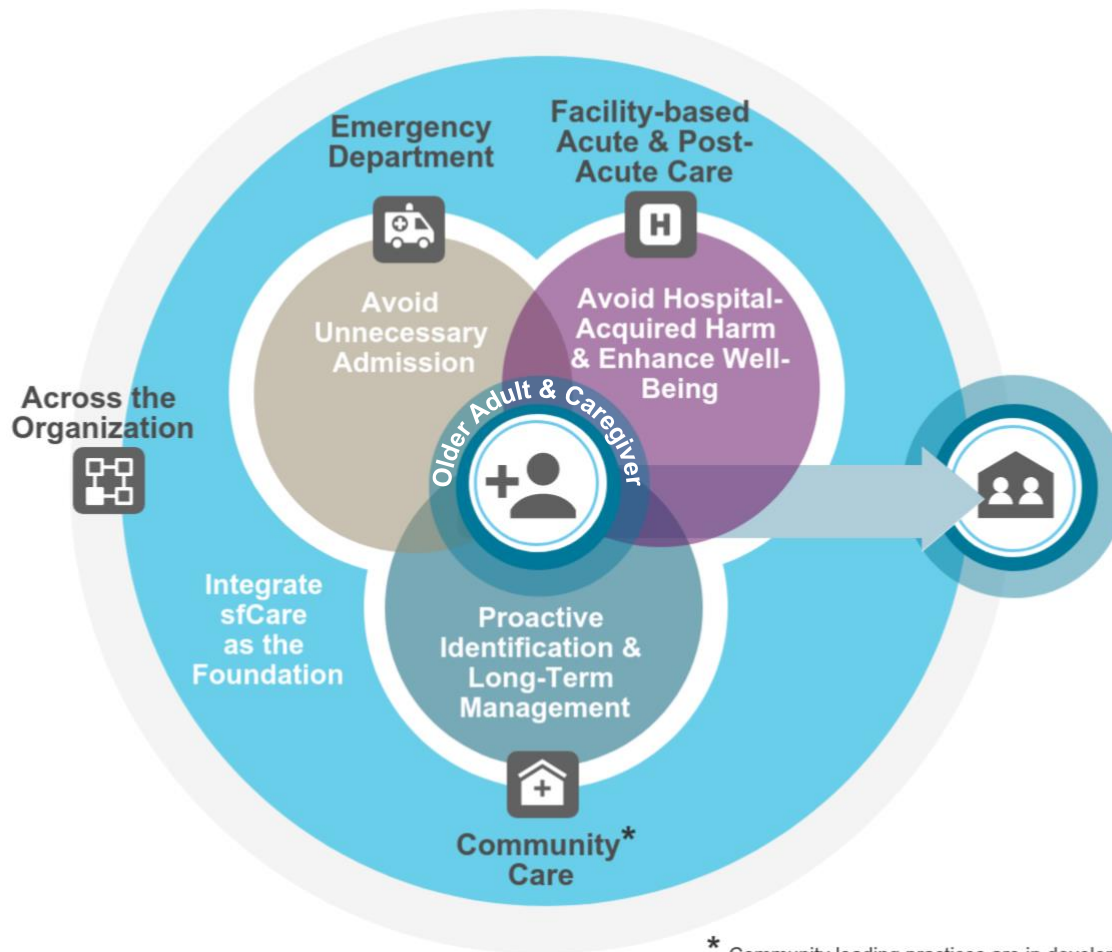 Emergency
Department
Facility-based
Acute & Post-
Acute Care
H
Avoid
Unnecessary
Admission
Avoid Hospital-
Acquired Harm
& Enhance Well-
Being
Older Adult & Caregiver
Across the
Organization
Integrate
sfCare
as the
Foundation
Proactive
Identification &
Long-Term
Management
Community*
Care